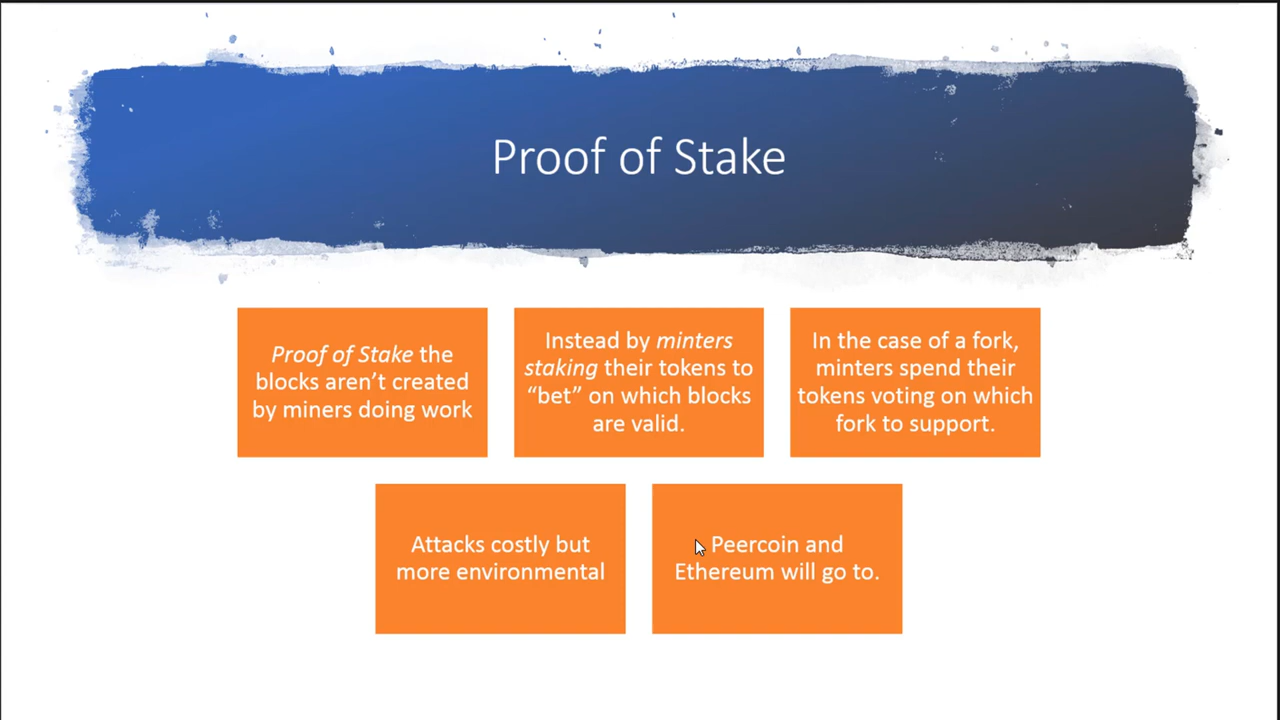 Proof of Stake
Proof of Stake the
blocks aren’t created
by miners doing work
Instead by minters
staking their tokens to
“bet” on which blocks
are valid.
In the case of a fork,
minters spend their
tokens voting on which
fork to support.
Attacks costly but
more environmental
Peercoin and
Ethereum will go to.